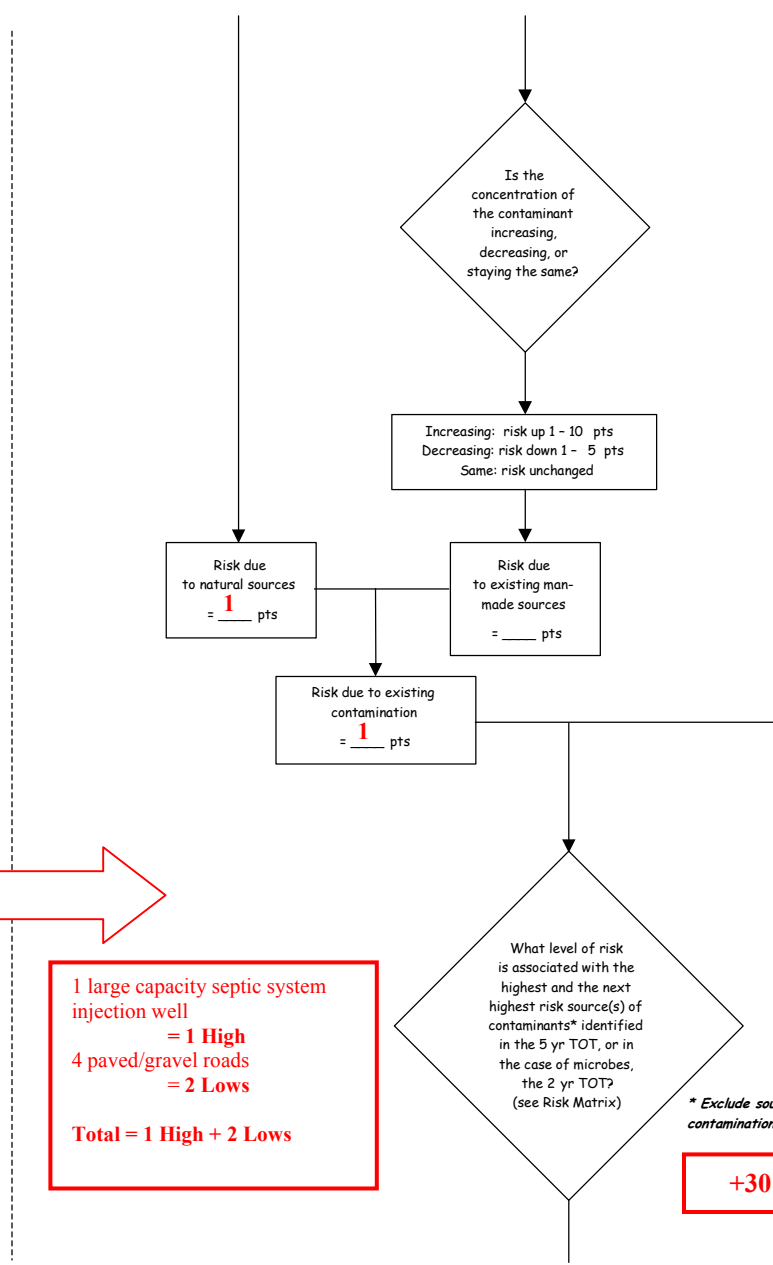 Is the
concentration of
the contaminant
increasing,
decreasing, or
staying the same?
Increasing: risk up 1 – 10 pts
Decreasing: risk down 1 – 5 pts
Same: risk unchanged
Risk due
to natural sources
= 1 pts
Risk due
to existing man-
made sources
= ____ pts
Risk due to existing
contamination
= 1 pts
1 large capacity septic system
injection well
= 1 High
4 paved/gravel roads
= 2 Lows
Total = 1 High + 2 Lows
What level of risk
is associated with the
highest and the next
highest risk source(s) of
contaminants* identified
in the 5 yr TOT, or in
the case of microbes,
the 2 yr TOT?
(see Risk Matrix)
* Exclude
contamination
+30